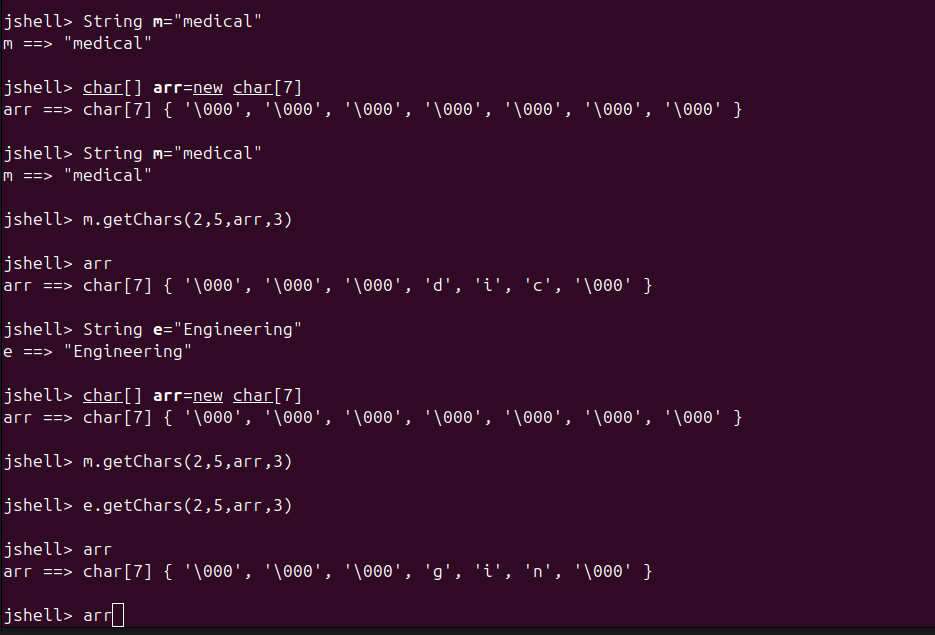 jshell> String m="medical"
m ==> "medical"
jshell> char[] arr=new char[7]
arr ==> char[7] { '\000', '\000', '\000', '\000', '\000', '\000', '\000' }
jshell> String m="medical"
m ==> "medical"
jshell> m.getChars(2,5,arr,3)
jshell> arr
arr ==> char[7] { '\000', '\000', '\000', 'd', 'i', 'c', '\000' }
jshell> String e="Engineering"
e ==> "Engineering"
jshell> char[] arr=new char[7]
arr ==> char[7] { '\000', '\000', '\000', '\000', '\000', '\000', '\000' }
jshell> m.getChars(2,5,arr,3)
jshell> e.getChars(2,5,arr,3)
jshell> arr
arr ==> char[7] { '\000', '\000', '\000', 'g', 'i', 'n', '\000' }
jshell> arr